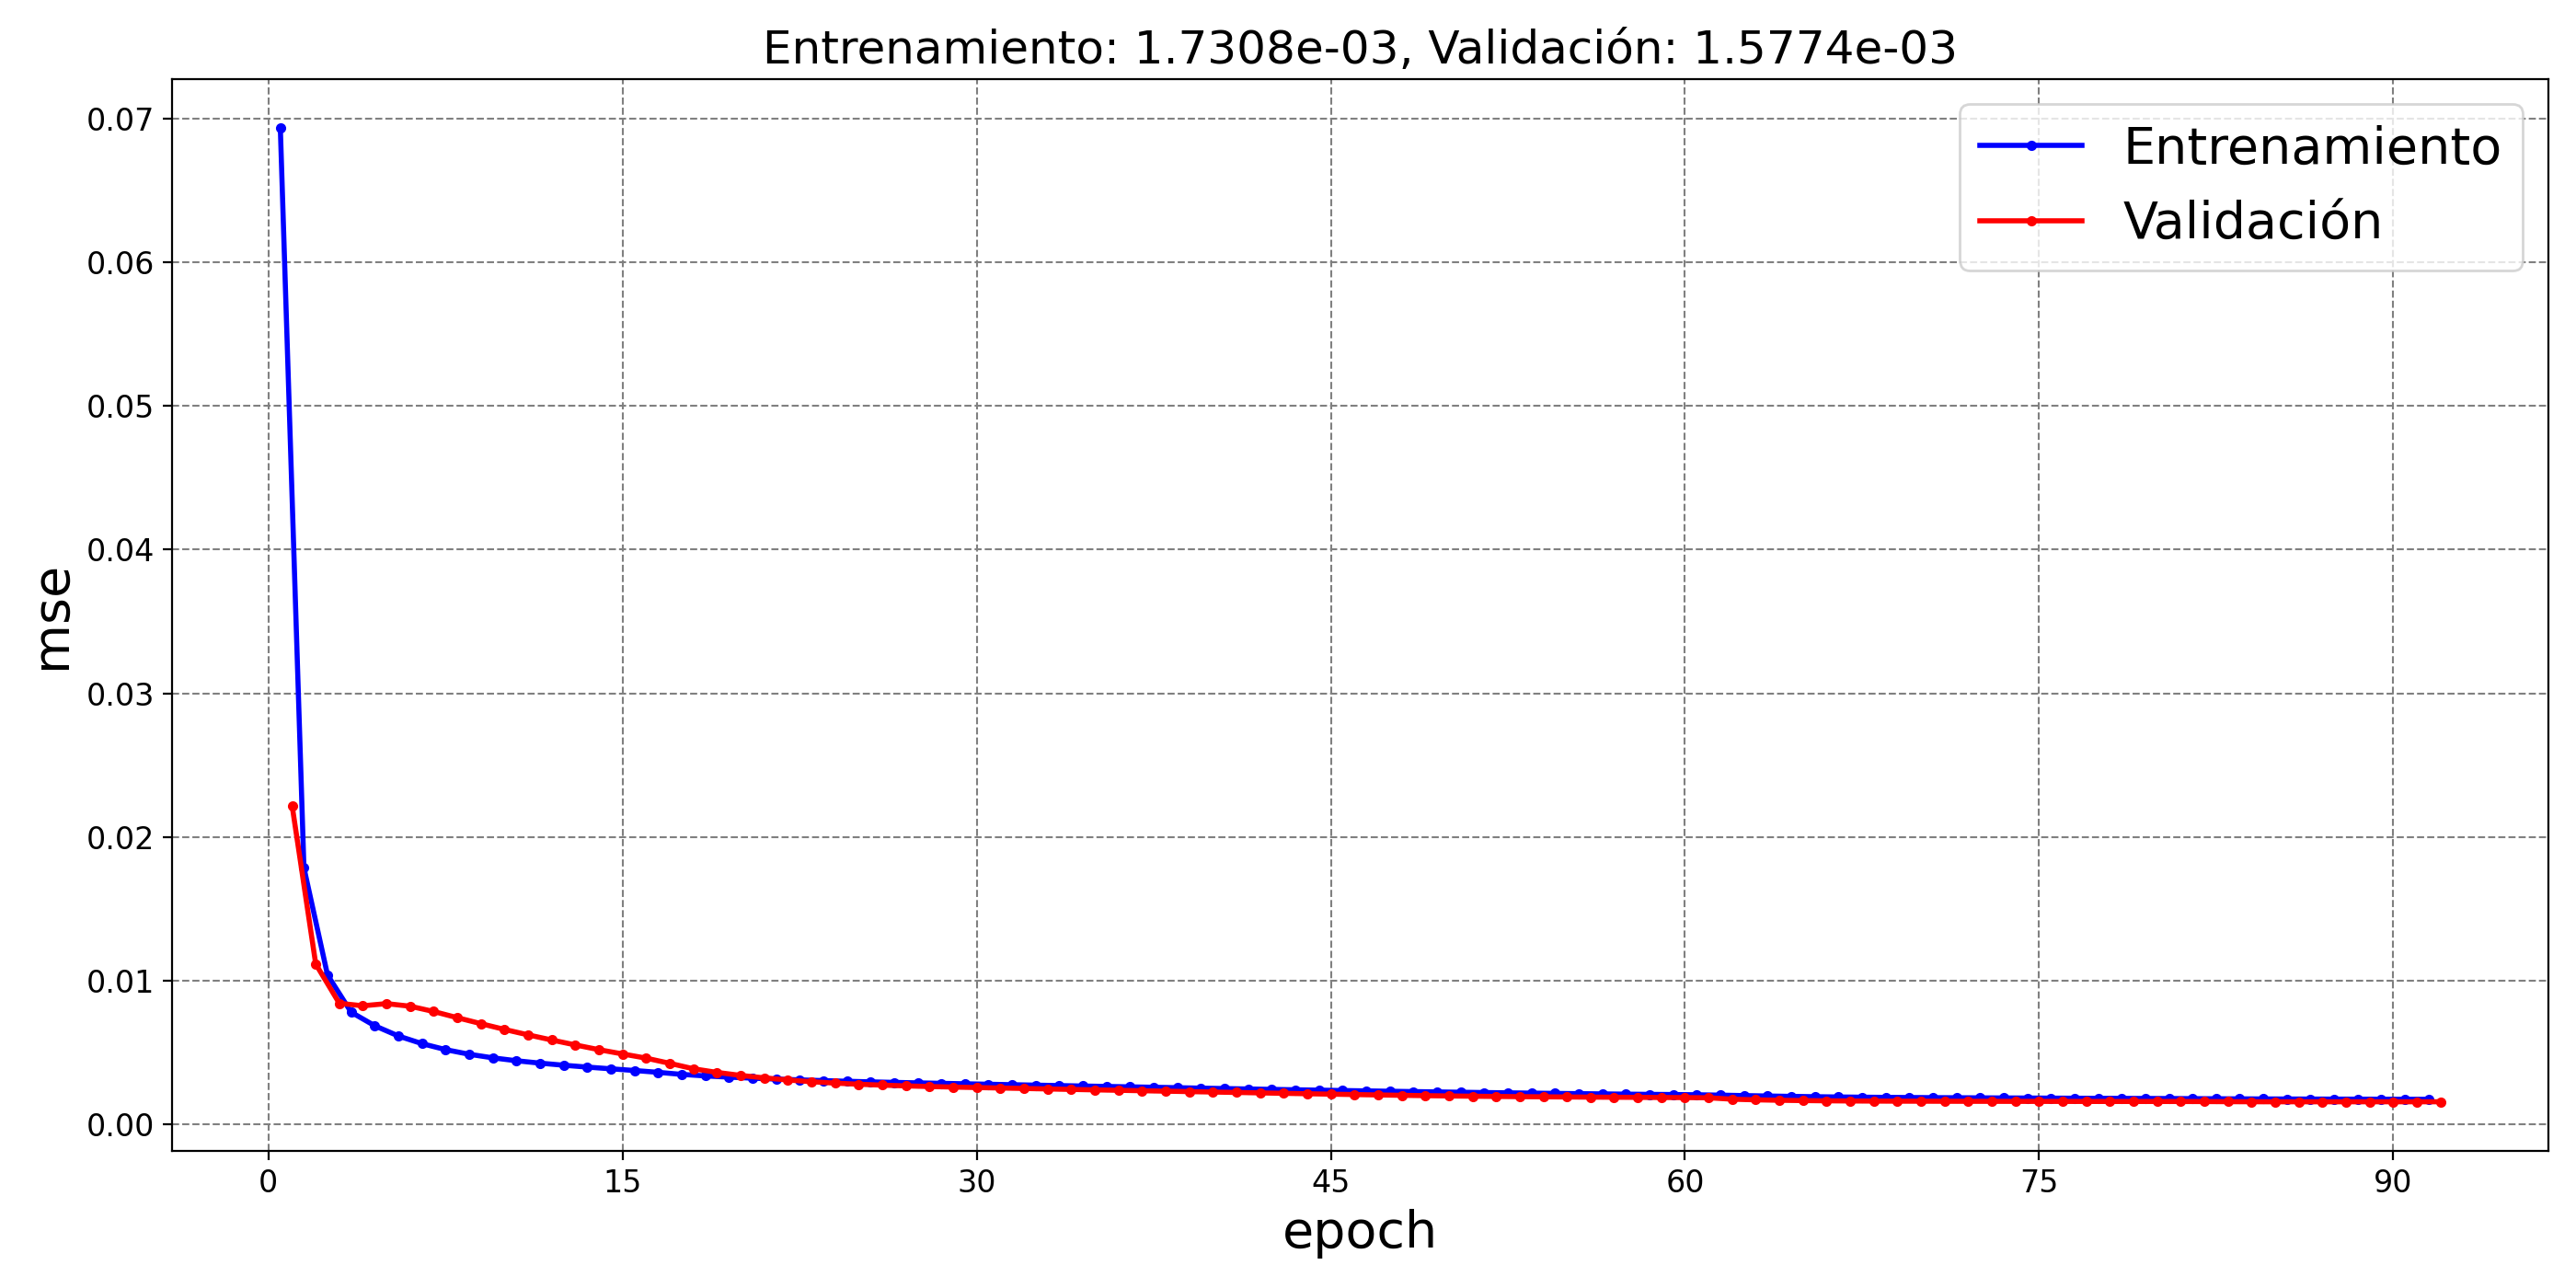 Entrenamiento: 1.7308e-03, Validación: 1.5774e-03
0.07
0.06
0.05
0.04
0.03
0.02
0.01
0.00
mse
Entrenamiento
Validación
0 15 30 45 60 75 90
epoch